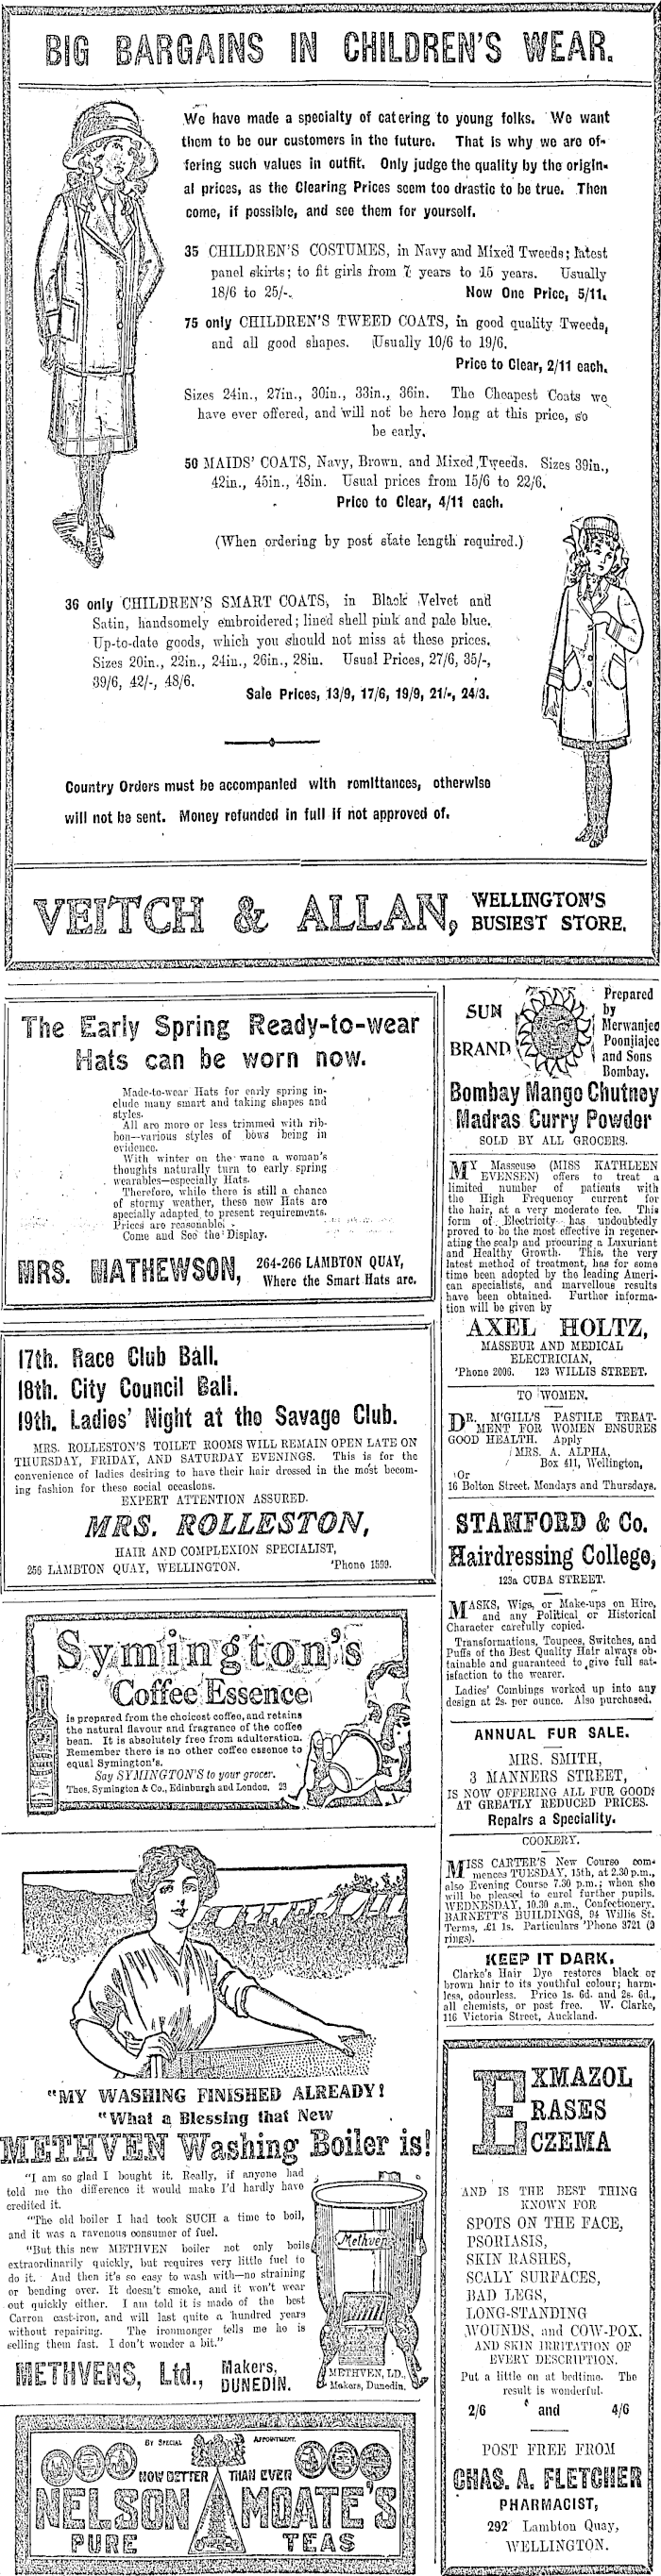 BIG BARGAINS IN CHILDREN'S WEAR.
We have made a specialty of catering to young folks. We want
them to be our customers in the future. That is why we are of-
fering such values in outfit. Only judge the quality by the origin-
al prices, as the Clearing Prices seem too drastic to be true. Then
come, if possible, and see them for yourself.
35 CHILDREN'S COSTUMES, in Navy and Mixed Tweeds; latest
panel skirts; to fit girls from 7 years to 15 years. Usually
18/6 to 25/-. Now One Price, 5/11.
75 only CHILDREN'S TWEED COATS, in good quality Tweeds,
and all good shapes. Usually 10/6 to 19/6.
Price to Clear, 2/11 each.
Sizes 24in., 27in., 30in., 33in., 36in. The Cheapest Coats we
have ever offered, and will not be here long at this price, so
be early.
50 MAIDS' COATS, Navy, Brown, and Mixed Tweeds. Sizes 39in.,
42in., 45in., 48in. Usual prices from 15/6 to 22/6.
Price to Clear, 4/11 each.
(When ordering by post state length required.)
36 only CHILDREN'S SMART COATS, in Black Velvet and
Satin, handsomely embroidered; lined shell pink and pale blue.
Up-to-date goods, which you should not miss at these prices.
Sizes 20in., 22in., 24in., 26in., 28in. Usual Prices, 27/6, 35/-,
39/6, 42/-, 48/6.
Sale Prices, 13/9, 17/6, 19/9, 21/-, 24/3.
Country Orders must be accompanied with remittances, otherwise
will not be sent. Money refunded in full if not approved of.
VEITCH & ALLAN, WELLINGTON'S
BUSIEST STORE.
The Early Spring Ready-to-wear
Hats can be worn now.
Made-to-wear Hats for early spring in-
clude many smart and taking shapes and
styles.
All are more or less trimmed with rib-
bon—various styles of bows being in
evidence.
With winter on the wane a woman's
thoughts naturally turn to early spring
wearables—especially Hats.
Therefore, while there is still a chance
of stormy weather, these new Hats are
specially adapted to present requirements.
Prices are reasonable.
Come and See the Display.
MRS. MATHEWSON, 264-266 LAMBTON QUAY,
Where the Smart Hats are.
17th. Race Club Ball.
18th. City Council Ball.
19th. Ladies' Night at the Savage Club.
MRS. ROLLESTON'S TOILET ROOMS WILL REMAIN OPEN LATE ON
THURSDAY, FRIDAY, AND SATURDAY EVENINGS. This is for the
convenience of ladies desiring to have their hair dressed in the most becom-
ing fashion for these social occasions.
EXPERT ATTENTION ASSURED.
MRS. ROLLESTON,
HAIR AND COMPLEXION SPECIALIST,
256 LAMBTON QUAY, WELLINGTON. 'Phone 1599.
Symington's
Coffee Essence
is prepared from the choicest coffee, and retains
the natural flavour and fragrance of the coffee
bean. It is absolutely free from adulteration.
Remember there is no other coffee essence to
equal Symington's.
Say SYMINGTON'S to your grocer.
Thos. Symington & Co., Edinburgh and London. 23
"MY WASHING FINISHED ALREADY!
"What a Blessing that New
METHVEN Washing Boiler is!
"I am so glad I bought it. Really, if anyone had
told me the difference it would make I'd hardly have
credited it.
"The old boiler I had took SUCH a time to boil,
and it was a ravenous consumer of fuel.
"But this new METHVEN boiler not only boils
extraordinarily quickly, but requires very little fuel to
do it. And then it's so easy to wash with—no straining
or bending over. It doesn't smoke, and it won't wear
out quickly either. I am told it is made of the best
Carron cast-iron, and will last quite a hundred years
without repairing. The ironmonger tells me he is
selling them fast. I don't wonder a bit."
METHVENS, Ltd., Makers,
DUNEDIN.
Methven
METHVEN, LD.,
Makers, Dunedin.
BY SPECIAL APPOINTMENT.
NOW BETTER THAN EVER
NELSON MOATE'S
PURE TEAS
SUN
BRAND
Prepared
by
Merwanjee
Poonjiajee
and Sons
Bombay.
Bombay Mango Chutney
Madras Curry Powder
SOLD BY ALL GROCERS.
MY Masseuse (MISS KATHLEEN
EVENSEN) offers to treat a
limited number of patients with
the High Frequency current for
the hair, at a very moderate fee. This
form of Electricity has undoubtedly
proved to be the most effective in regener-
ating the scalp and procuring a Luxuriant
and Healthy Growth. This, the very
latest method of treatment, has for some
time been adopted by the leading Ameri-
can specialists, and marvellous results
have been obtained. Further informa-
tion will be given by
AXEL HOLTZ,
MASSEUR AND MEDICAL
ELECTRICIAN,
'Phone 2006. 123 WILLIS STREET.
TO WOMEN.
DR. M'GILL'S PASTILE TREAT-
MENT FOR WOMEN ENSURES
GOOD HEALTH. Apply
MRS. A. ALPHA,
Box 411, Wellington,
Or
16 Bolton Street, Mondays and Thursdays.
STAMFORD & Co.
Hairdressing College,
123a CUBA STREET.
MASKS, Wigs, or Make-ups on Hire,
and any Political or Historical
Character carefully copied.
Transformations, Toupees, Switches, and
Puffs of the Best Quality Hair always ob-
tainable and guaranteed to give full sat-
isfaction to the wearer.
Ladies' Combings worked up into any
design at 2s. per ounce. Also purchased.
ANNUAL FUR SALE.
MRS. SMITH,
3 MANNERS STREET,
IS NOW OFFERING ALL FUR GOODS
AT GREATLY REDUCED PRICES.
Repairs a Speciality.
COOKERY.
MISS CARTER'S New Course com-
mences TUESDAY, 15th, at 2.30 p.m.,
also Evening Course 7.30 p.m.; when she
will be pleased to enrol further pupils.
WEDNESDAY, 10.30 a.m., Confectionery.
BARNETT'S BUILDINGS, 94 Willis St.
Terms, £1 1s. Particulars 'Phone 3721 (3
rings).
KEEP IT DARK.
Clarke's Hair Dye restores black or
brown hair to its youthful colour; harm-
less, odourless. Price 1s. 6d. and 2s. 6d.,
all chemists, or post free. W. Clarke,
116 Victoria Street, Auckland.
EXMAZOL
ERASES
ECZEMA
AND IS THE BEST THING
KNOWN FOR
SPOTS ON THE FACE,
PSORIASIS,
SKIN RASHES,
SCALY SURFACES,
BAD LEGS,
LONG-STANDING
WOUNDS, and COW-POX,
AND SKIN IRRITATION OF
EVERY DESCRIPTION.
Put a little on at bedtime. The
result is wonderful.
2/6 and 4/6
POST FREE FROM
CHAS. A. FLETCHER
PHARMACIST,
292 Lambton Quay,
WELLINGTON.